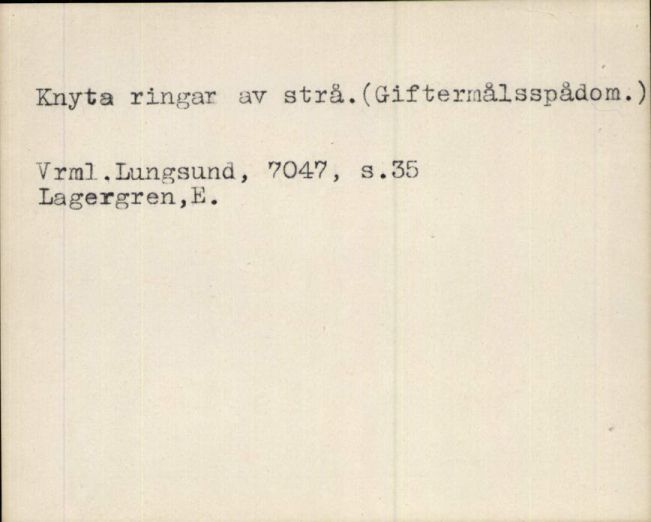 Knyta ringar av strå.(Giftermålsspådom.)
Vrml.Lungsund, 7047, s.35
Lagergren,E.